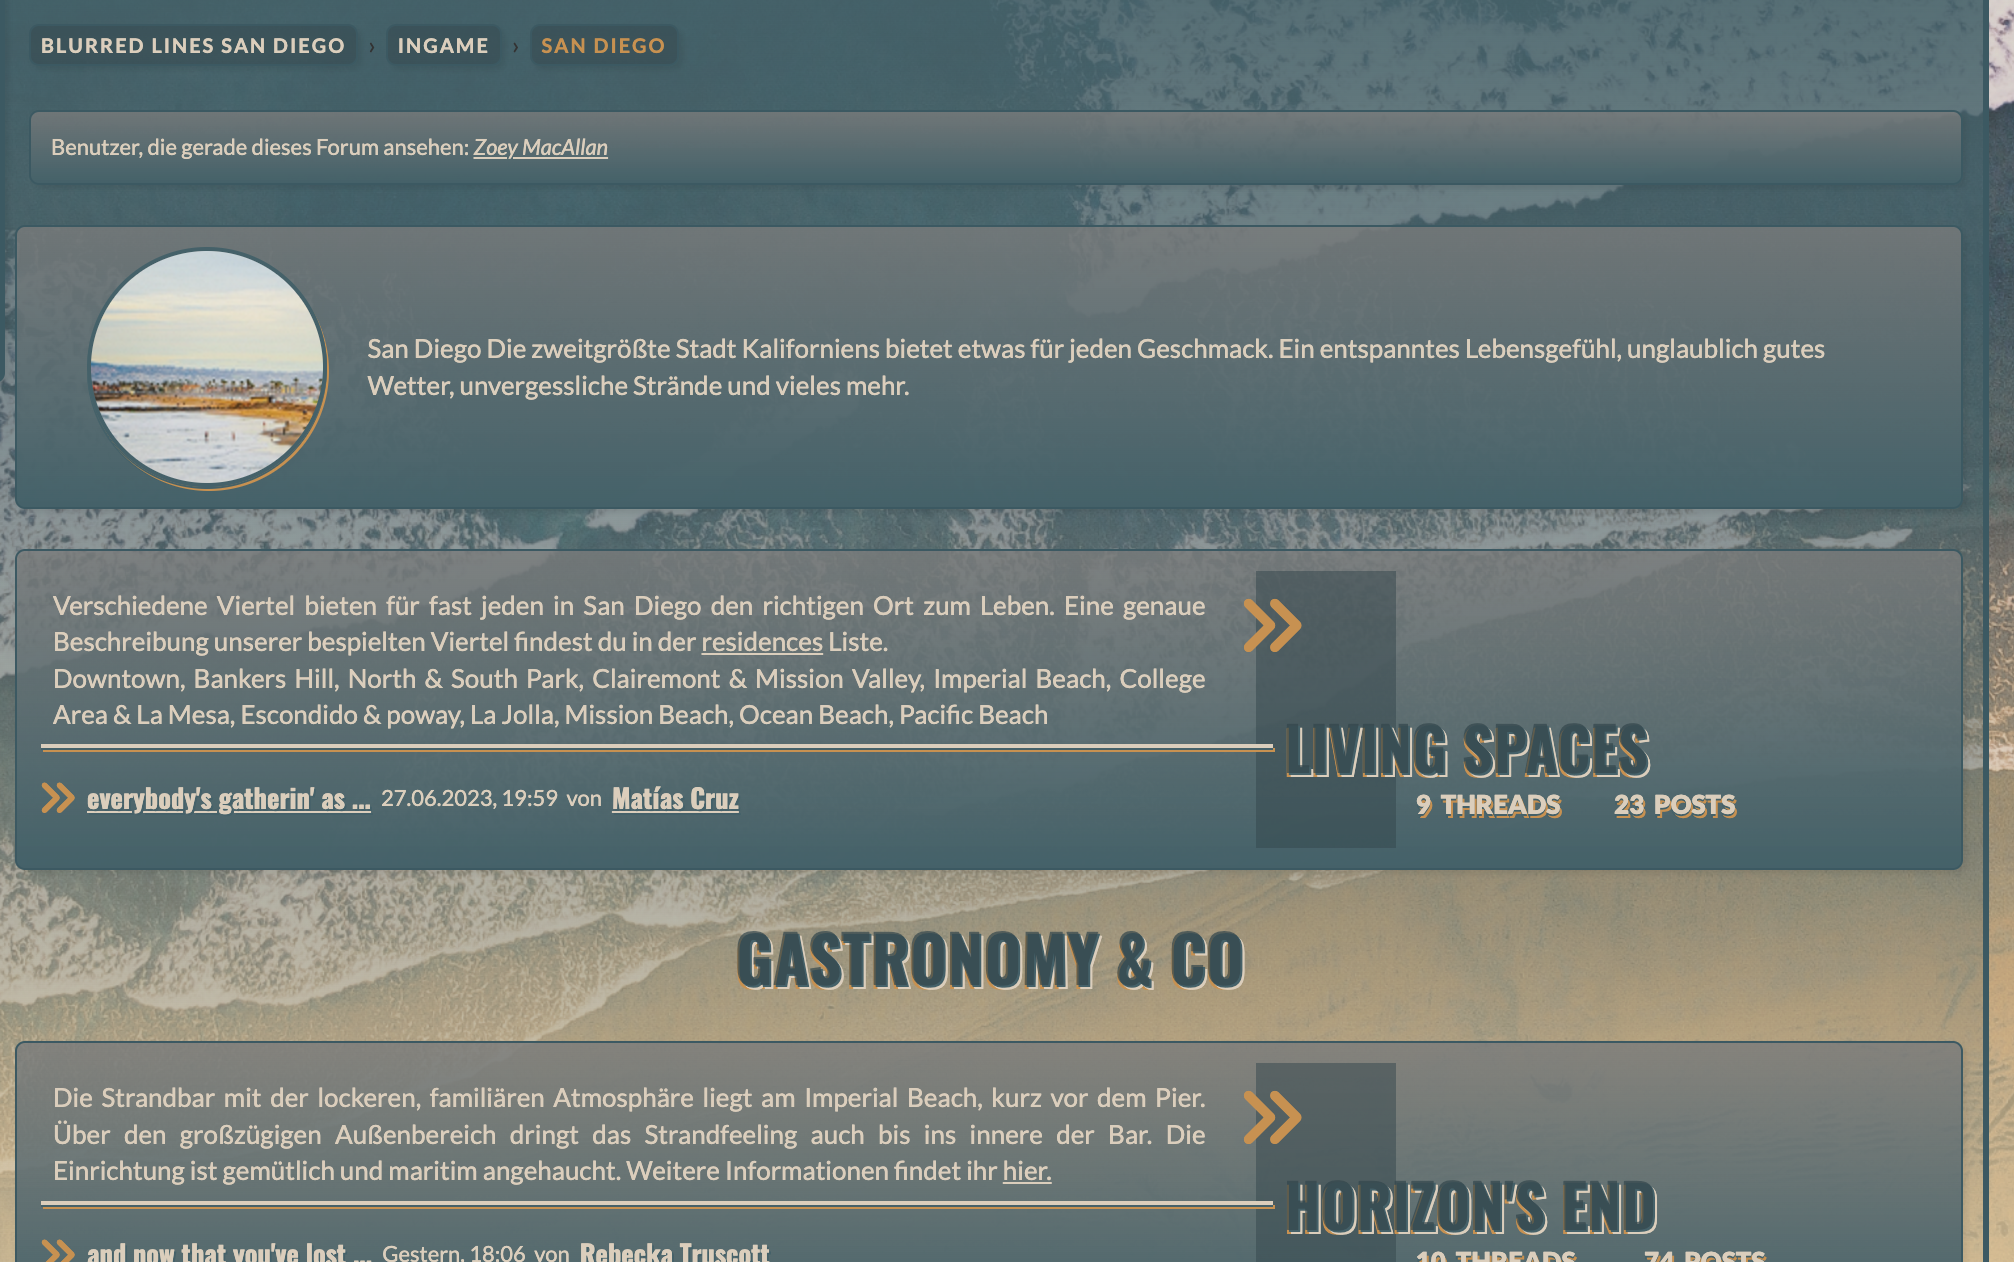 BLURRED LINES SAN DIEGO › INGAME › SAN DIEGO
Benutzer, die gerade dieses Forum ansehen: Zoey MacAllan
San Diego Die zweitgrößte Stadt Kaliforniens bietet etwas für jeden Geschmack. Ein entspanntes Lebensgefühl, unglaublich gutes
Wetter, unvergessliche Strände und vieles mehr.
Verschiedene Viertel bieten für fast jeden in San Diego den richtigen Ort zum Leben. Eine genaue
Beschreibung unserer bespielten Viertel findest du in der residences Liste.
Downtown, Bankers Hill, North & South Park, Clairemont & Mission Valley, Imperial Beach, College
Area & La Mesa, Escondido & poway, La Jolla, Mission Beach, Ocean Beach, Pacific Beach
everybody's gatherin' as ... 27.06.2023, 19:59 von Matías Cruz
LIVING SPACES
9 THREADS 23 POSTS
GASTRONOMY & CO
Die Strandbar mit der lockeren, familiären Atmosphäre liegt am Imperial Beach, kurz vor dem Pier.
Über den großzügigen Außenbereich dringt das Strandfeeling auch bis ins innere der Bar. Die
Einrichtung ist gemütlich und maritim angehaucht. Weitere Informationen findet ihr hier.
and now that you've lost ... Gestern, 18:06 von Rebecka Truscott
HORIZON'S END
10 THREADS 74 POSTS